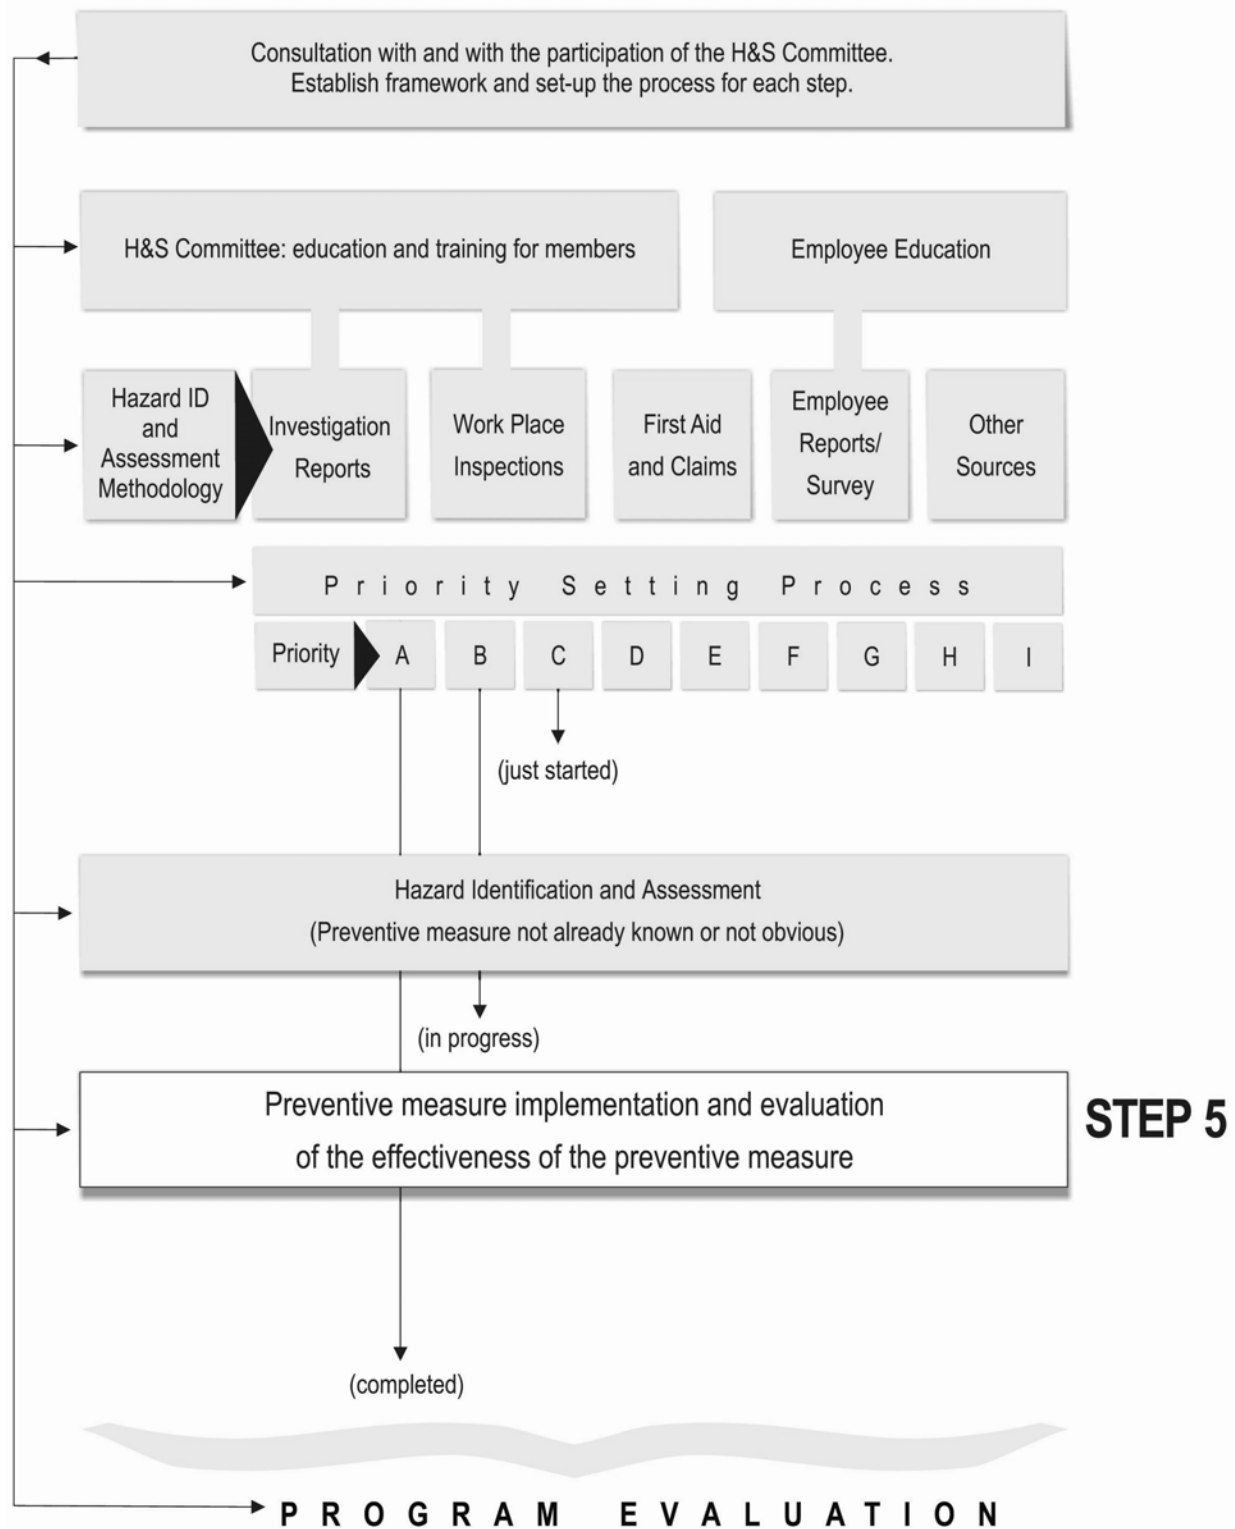 Consultation with and with the participation of the H&S Committee.
Establish framework and set-up the process for each step.
H&S Committee: education and training for members
Employee Education
Hazard ID
and
Assessment
Methodology
Investigation
Reports
Work Place
Inspections
First Aid
and Claims
Employee
Reports/
Survey
Other
Sources
Priority Setting Process
Priority A B C D E F G H I
(just started)
Hazard Identification and Assessment
(Preventive measure not already known or not obvious)
(in progress)
Preventive measure implementation and evaluation
of the effectiveness of the preventive measure
STEP 5
(completed)
PROGRAM EVALUATION